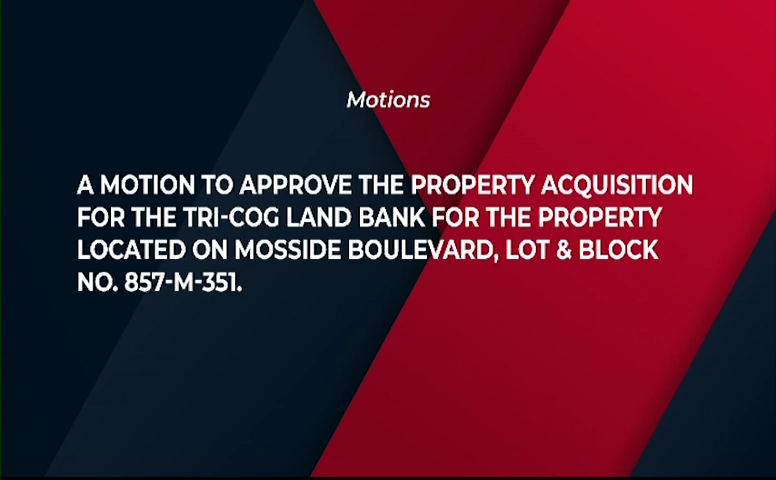 Motions
A MOTION TO APPROVE THE PROPERTY ACQUISITION
FOR THE TRI-COG LAND BANK FOR THE PROPERTY
LOCATED ON MOSSIDE BOULEVARD, LOT & BLOCK
NO. 857-M-351.